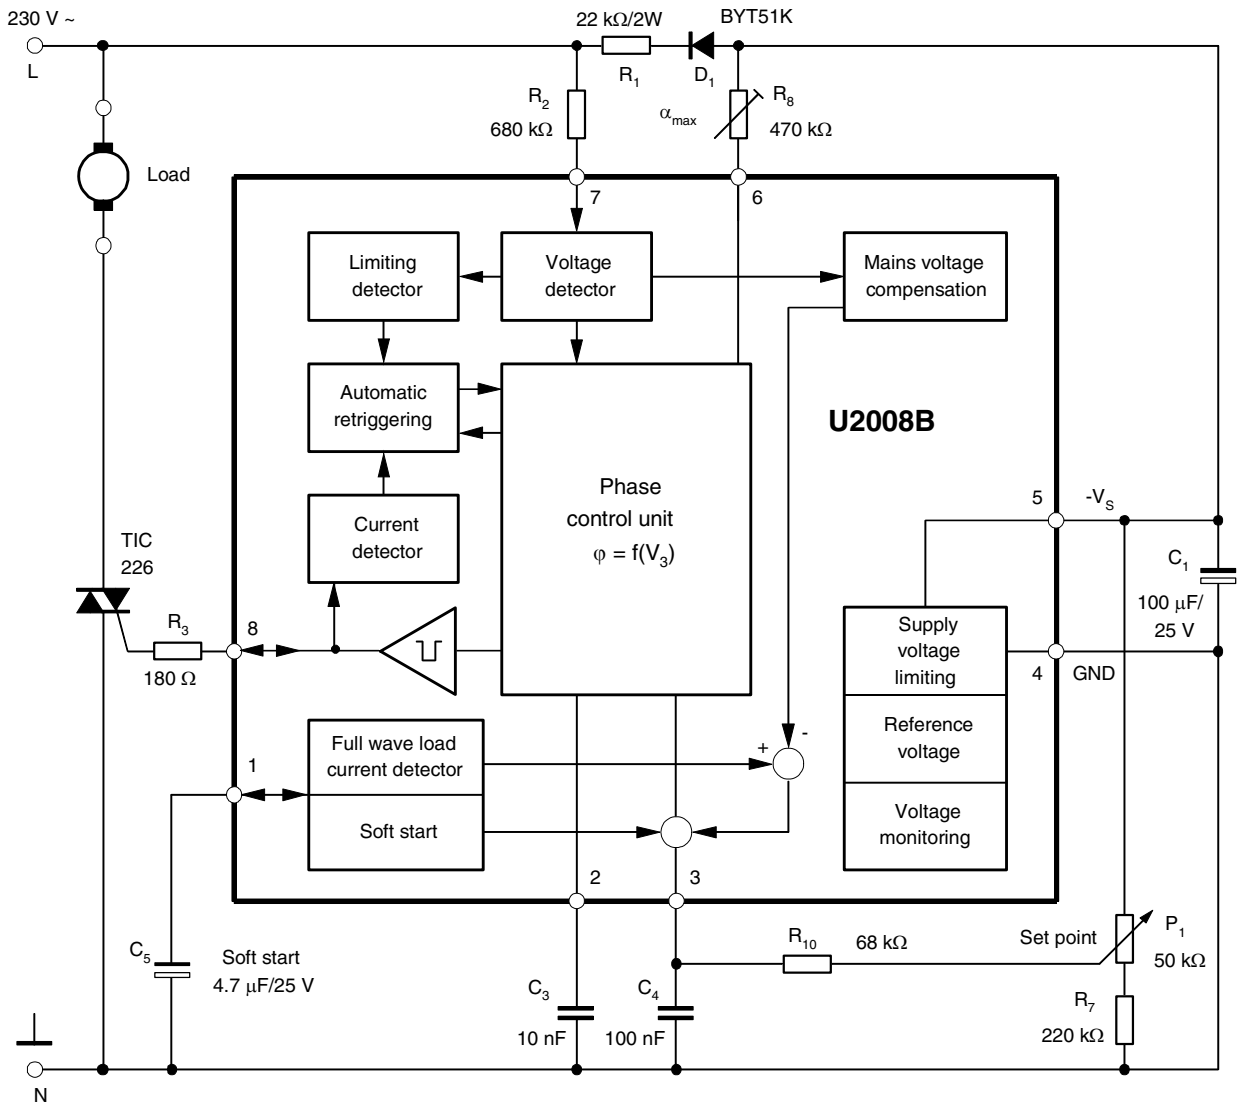 230 V ~
L
22 kΩ/2W
R1
BYT51K
D1
R2
680 kΩ
αmax
R8
470 kΩ
Load
7
6
Limiting
detector
Voltage
detector
Mains voltage
compensation
Automatic
retriggering
U2008B
Phase
control unit
φ = f(V3)
Current
detector
5
-VS
TIC
226
C1
100 μF/
25 V
R3
180 Ω
8
Supply
voltage
limiting
4
GND
Reference
voltage
Voltage
monitoring
1
Full wave load
current detector
Soft start
+
-
2
3
C5
Soft start
4.7 μF/25 V
R10
68 kΩ
Set point
P1
50 kΩ
C3
10 nF
C4
100 nF
R7
220 kΩ
N